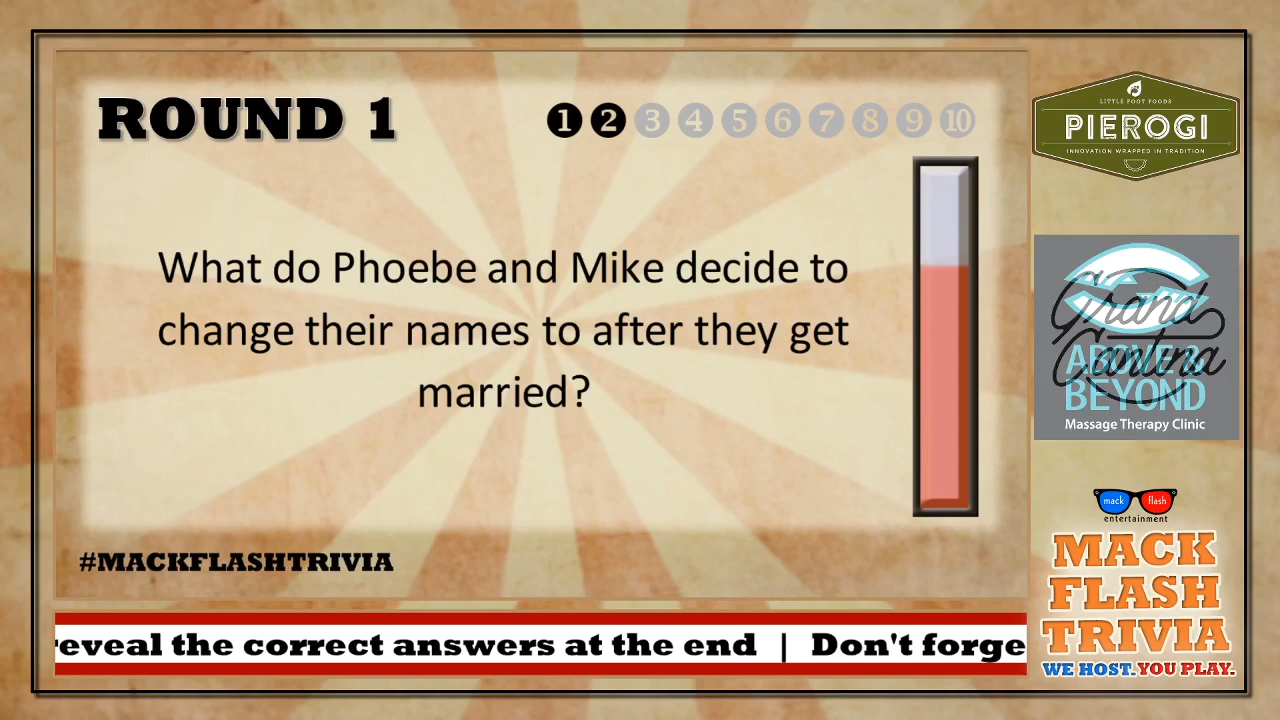 ROUND 1
1 2 3 4 5 6 7 8 9 10
What do Phoebe and Mike decide to
change their names to after they get
married?
#MACKFLASHTRIVIA
reveal the correct answers at the end | Don't forge
LITTLE FOOT FOODS
PIEROGI
INNOVATION WRAPPED IN TRADITION
Grand
Cantina
ABOVE &
BEYOND
Massage Therapy Clinic
mack flash
entertainment
MACK
FLASH
TRIVIA
WE HOST. YOU PLAY.